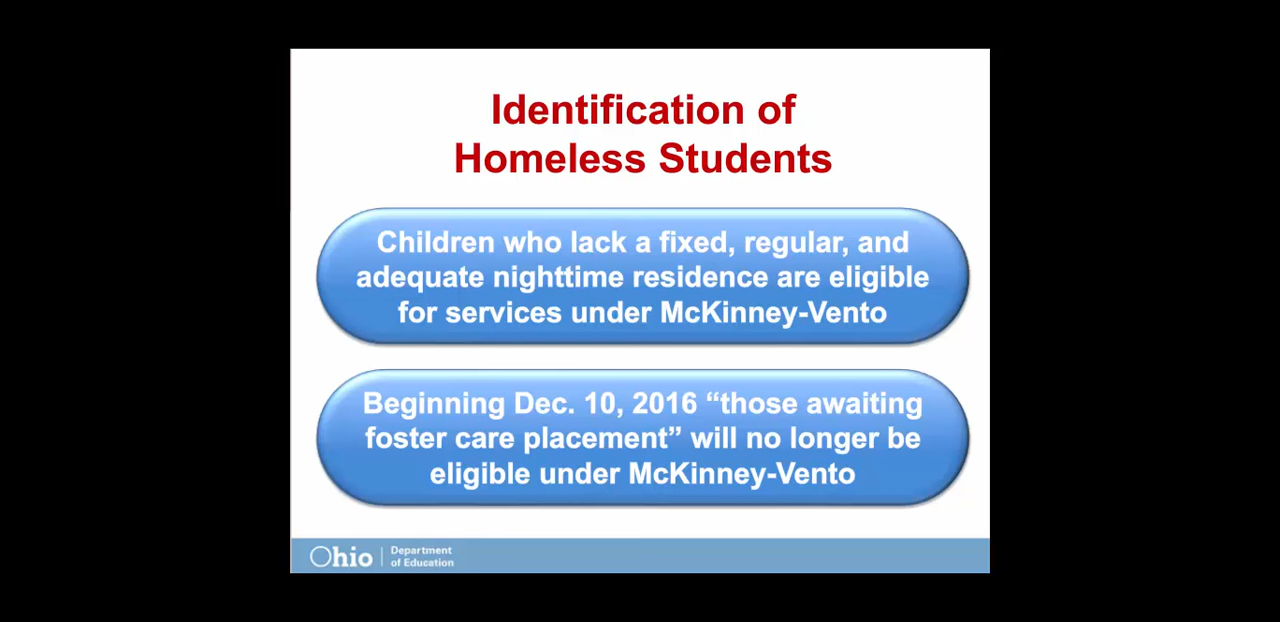 Identification of
Homeless Students
Children who lack a fixed, regular, and
adequate nighttime residence are eligible
for services under McKinney-Vento
Beginning Dec. 10, 2016 “those awaiting
foster care placement” will no longer be
eligible under McKinney-Vento
Ohio
Department
of Education